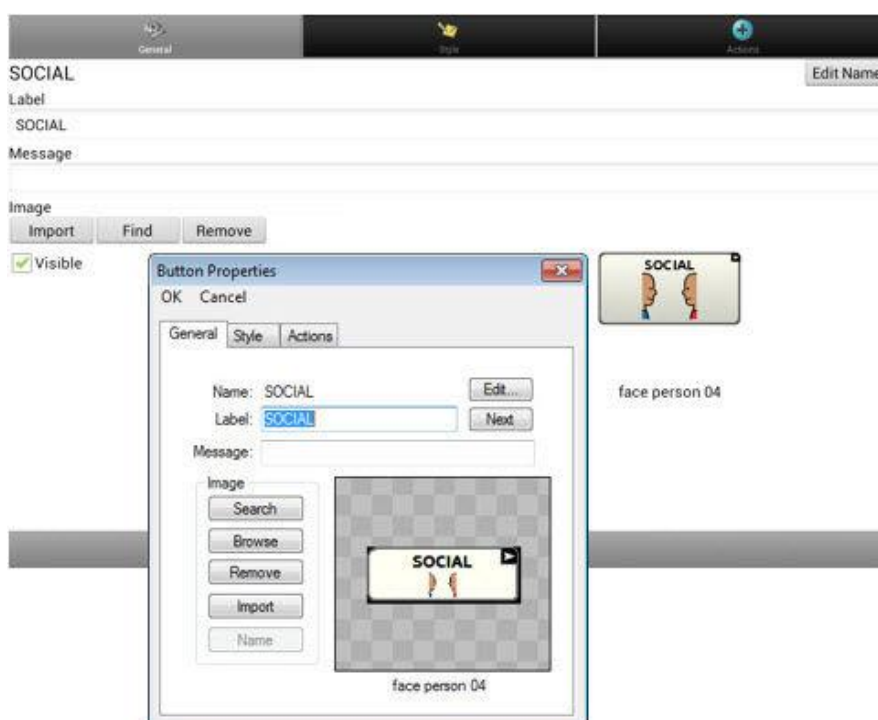 General
Style
Actions
SOCIAL
Edit Name
Label
SOCIAL
Message
Image
Import Find Remove
Visible
SOCIAL
face person 04
Button Properties
OK Cancel
General Style Actions
Name: SOCIAL Edit...
Label: SOCIAL Next
Message:
Image
Search
Browse
Remove
Import
Name
SOCIAL
face person 04